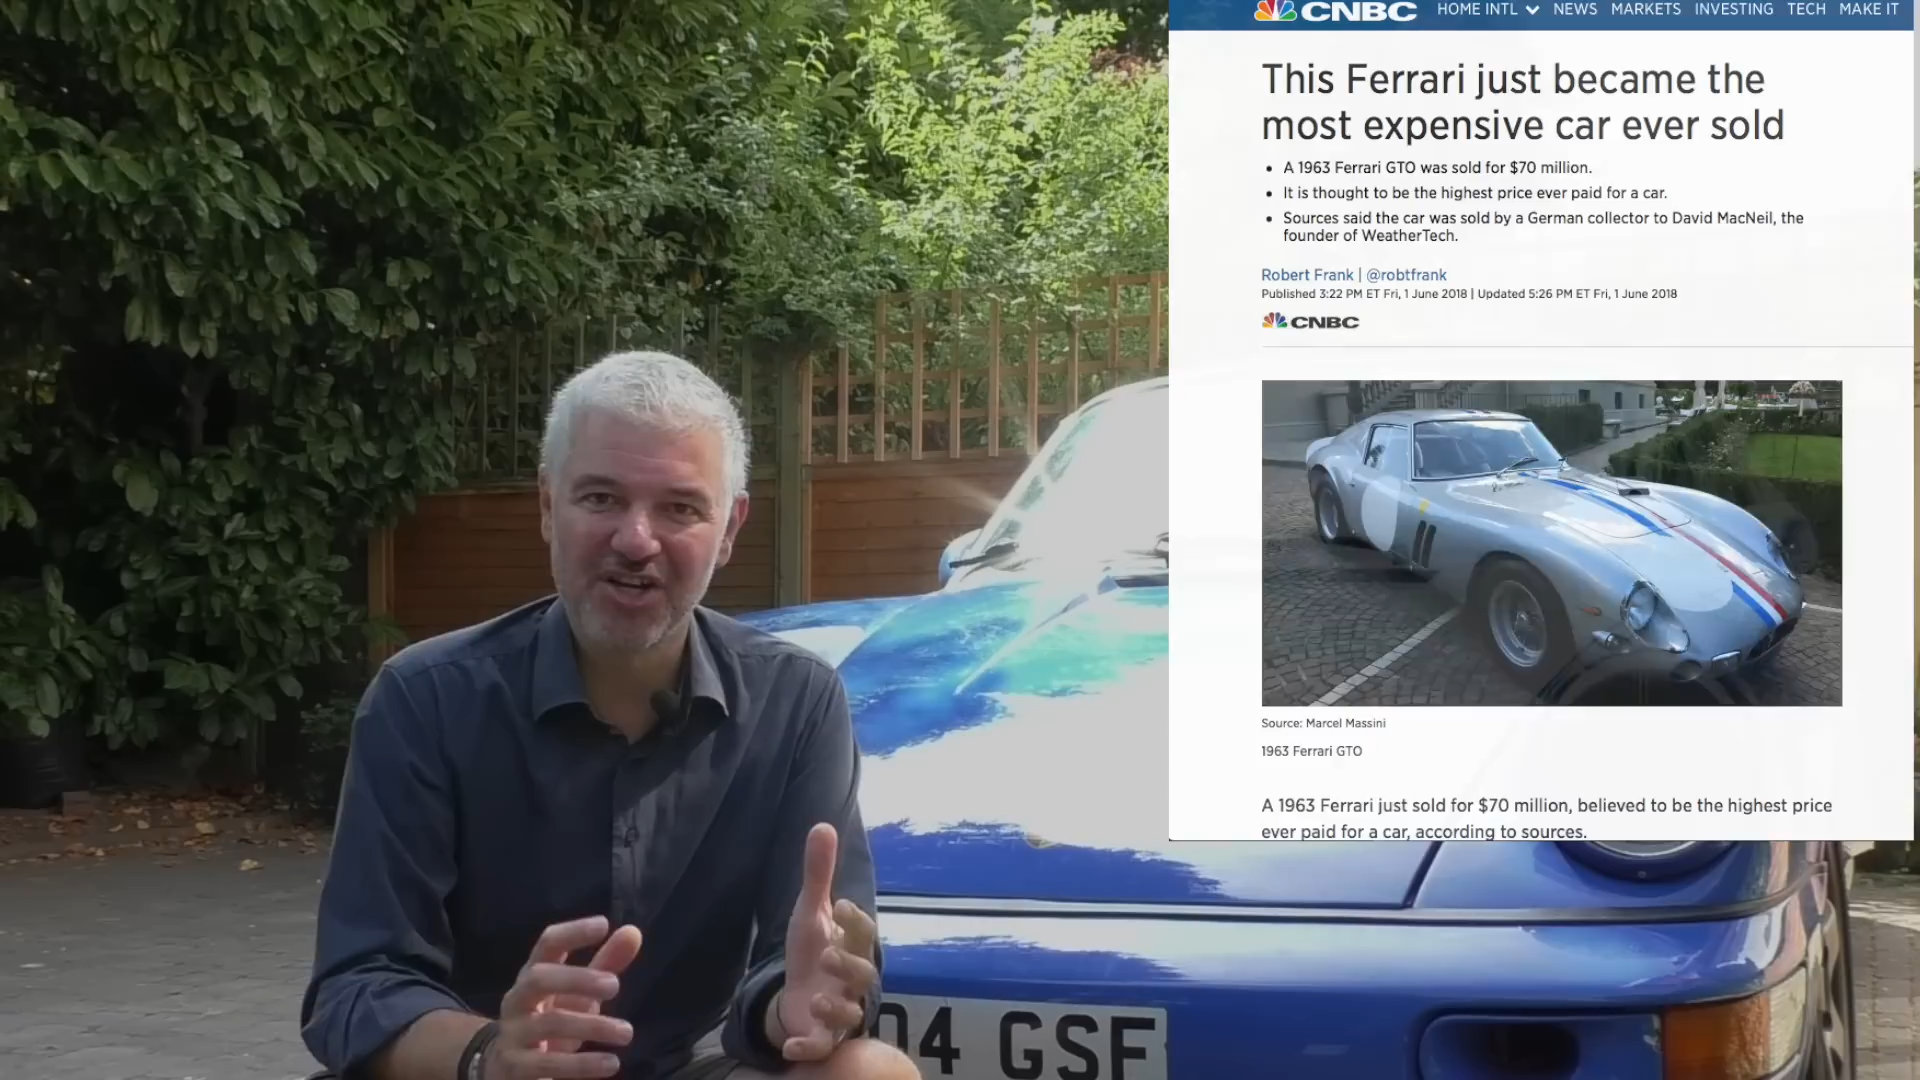 CNBC HOME INTL NEWS MARKETS INVESTING TECH MAKE IT
This Ferrari just became the
most expensive car ever sold
• A 1963 Ferrari GTO was sold for $70 million.
• It is thought to be the highest price ever paid for a car.
• Sources said the car was sold by a German collector to David MacNeil, the
founder of WeatherTech.
Robert Frank | @robtfrank
Published 3:22 PM ET Fri, 1 June 2018 | Updated 5:26 PM ET Fri, 1 June 2018
CNBC
Source: Marcel Massini
1963 Ferrari GTO
A 1963 Ferrari just sold for $70 million, believed to be the highest price
ever paid for a car, according to sources.
04 GSF